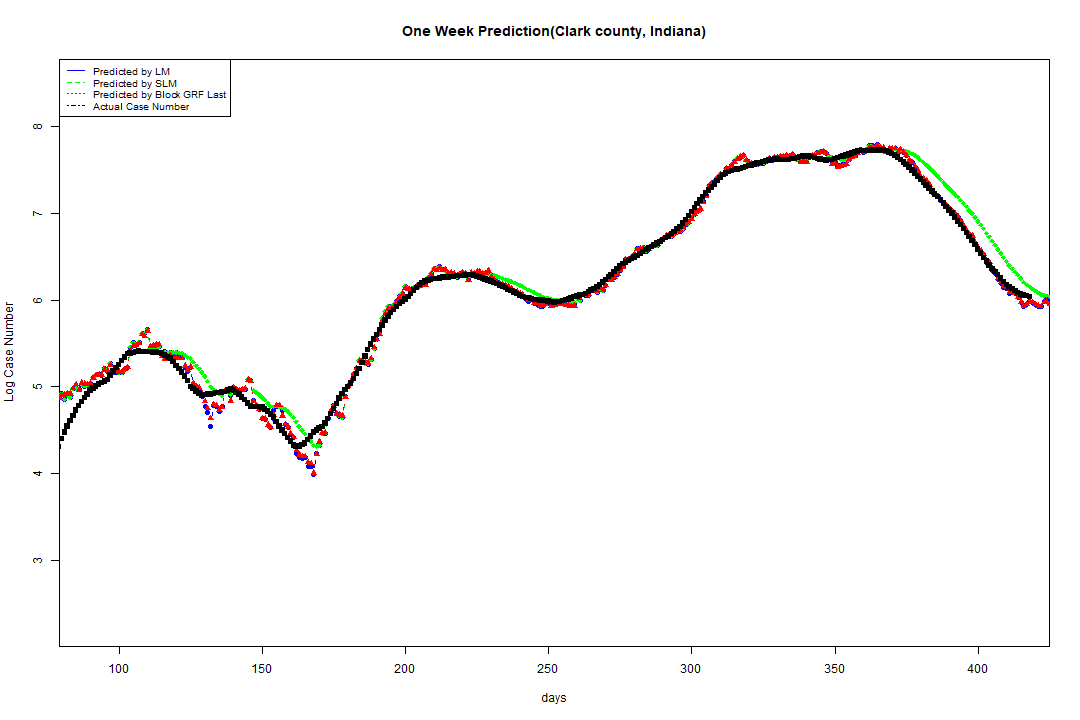 One Week Prediction(Clark county, Indiana)
Predicted by LM
Predicted by SLM
Predicted by Block GRF Last
Actual Case Number
Log Case Number
8
7
6
5
4
3
100 150 200 250 300 350 400
days